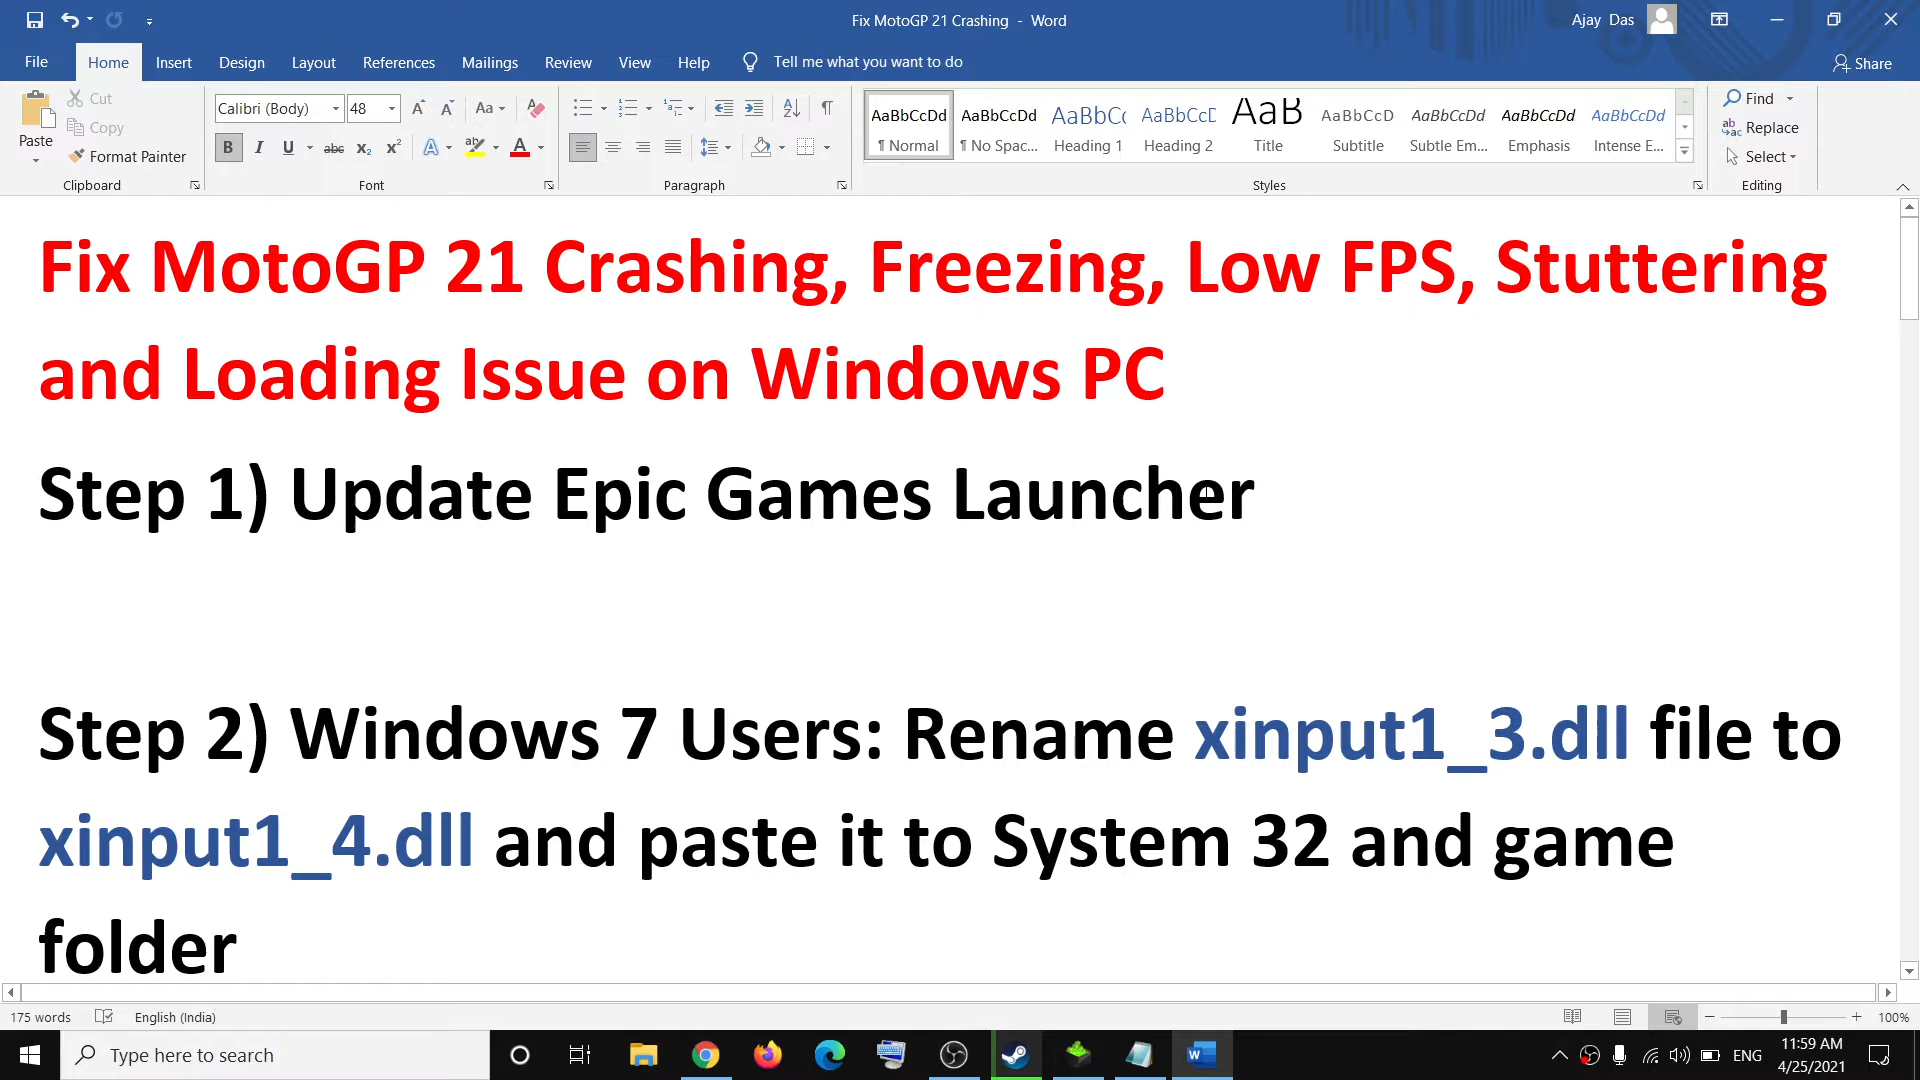 Fix MotoGP 21 Crashing - Word
Ajay Das
File Home Insert Design Layout References Mailings Review View Help Tell me what you want to do Share
Paste Cut Copy Format Painter
Calibri (Body) 48
AaBbCcDd AaBbCcDd AaBbCc AaBbCcD AaB AaBbCcD AaBbCcDd AaBbCcDd AaBbCcDd
¶ Normal ¶ No Spac... Heading 1 Heading 2 Title Subtitle Subtle Em... Emphasis Intense E...
Find Replace Select
Clipboard Font Paragraph Styles Editing
Fix MotoGP 21 Crashing, Freezing, Low FPS, Stuttering
and Loading Issue on Windows PC
Step 1) Update Epic Games Launcher
Step 2) Windows 7 Users: Rename xinput1_3.dll file to
xinput1_4.dll and paste it to System 32 and game
folder
175 words English (India) 100%
Type here to search
ENG
11:59 AM
4/25/2021